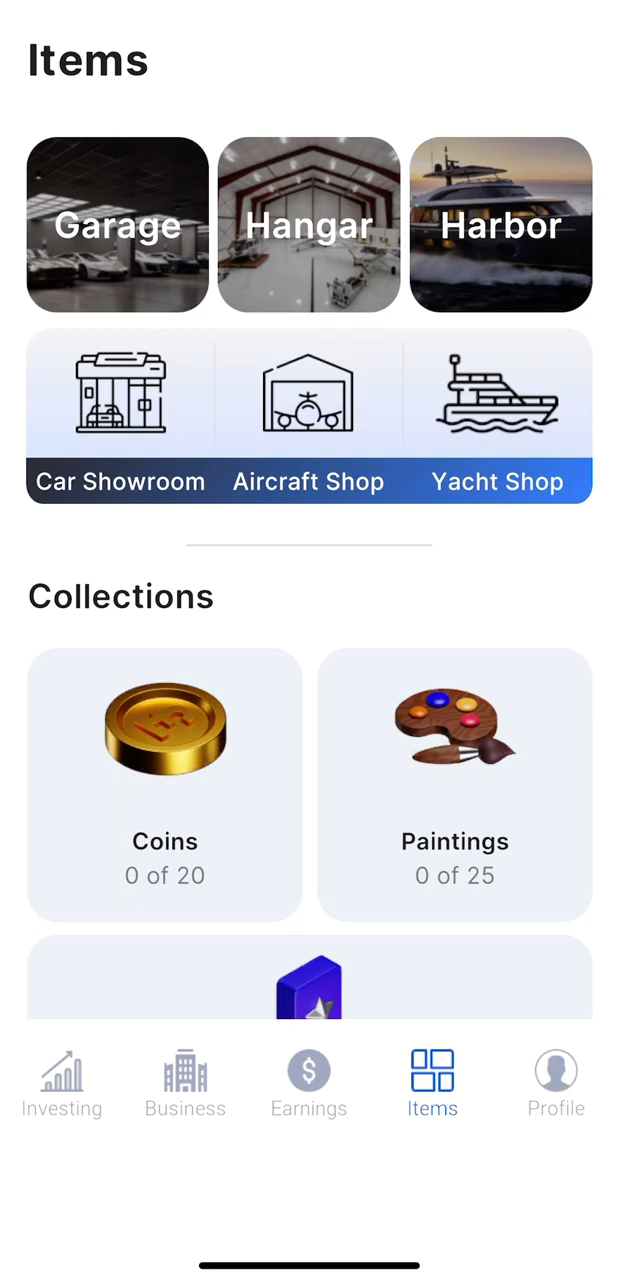 Items
Garage
Hangar
Harbor
Car Showroom
Aircraft Shop
Yacht Shop
Collections
Coins
0 of 20
Paintings
0 of 25
Investing
Business
Earnings
Items
Profile